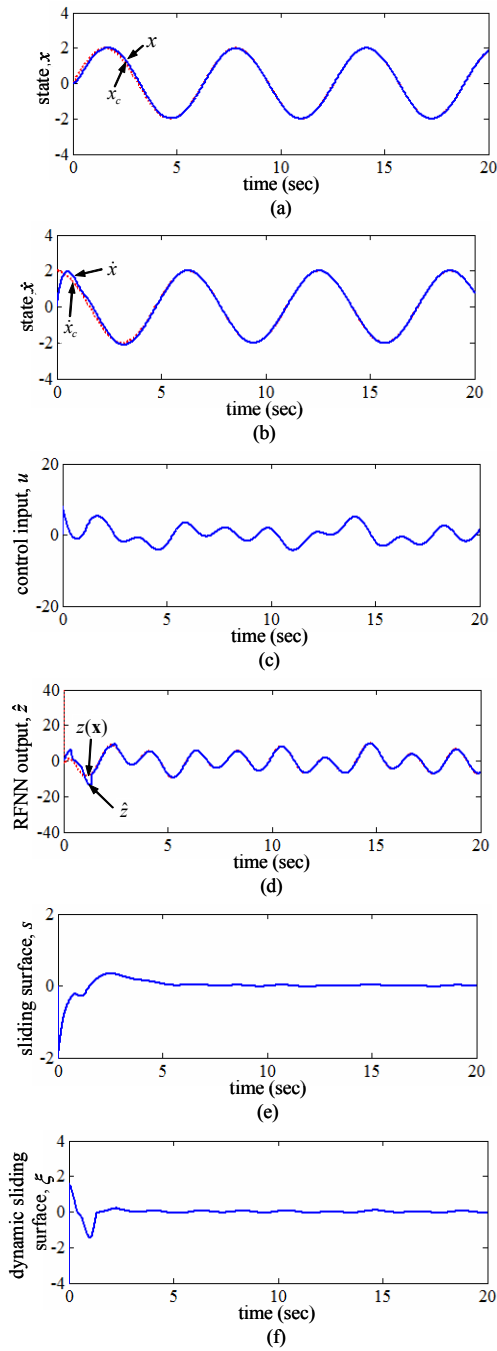 4
2
0
-2
-4
state,x
x
x_c
0 5 10 15 20
time (sec)
(a)
4
2
0
-2
-4
state,ẋ
ẋ
ẋ_c
0 5 10 15 20
time (sec)
(b)
20
0
-20
control input, u
0 5 10 15 20
time (sec)
(c)
40
20
0
-20
-40
RFNN output, ẑ
z(x)
ẑ
0 5 10 15 20
time (sec)
(d)
2
0
-2
sliding surface, s
0 5 10 15 20
time (sec)
(e)
4
2
0
-2
-4
dynamic sliding
surface, ξ
0 5 10 15 20
time (sec)
(f)